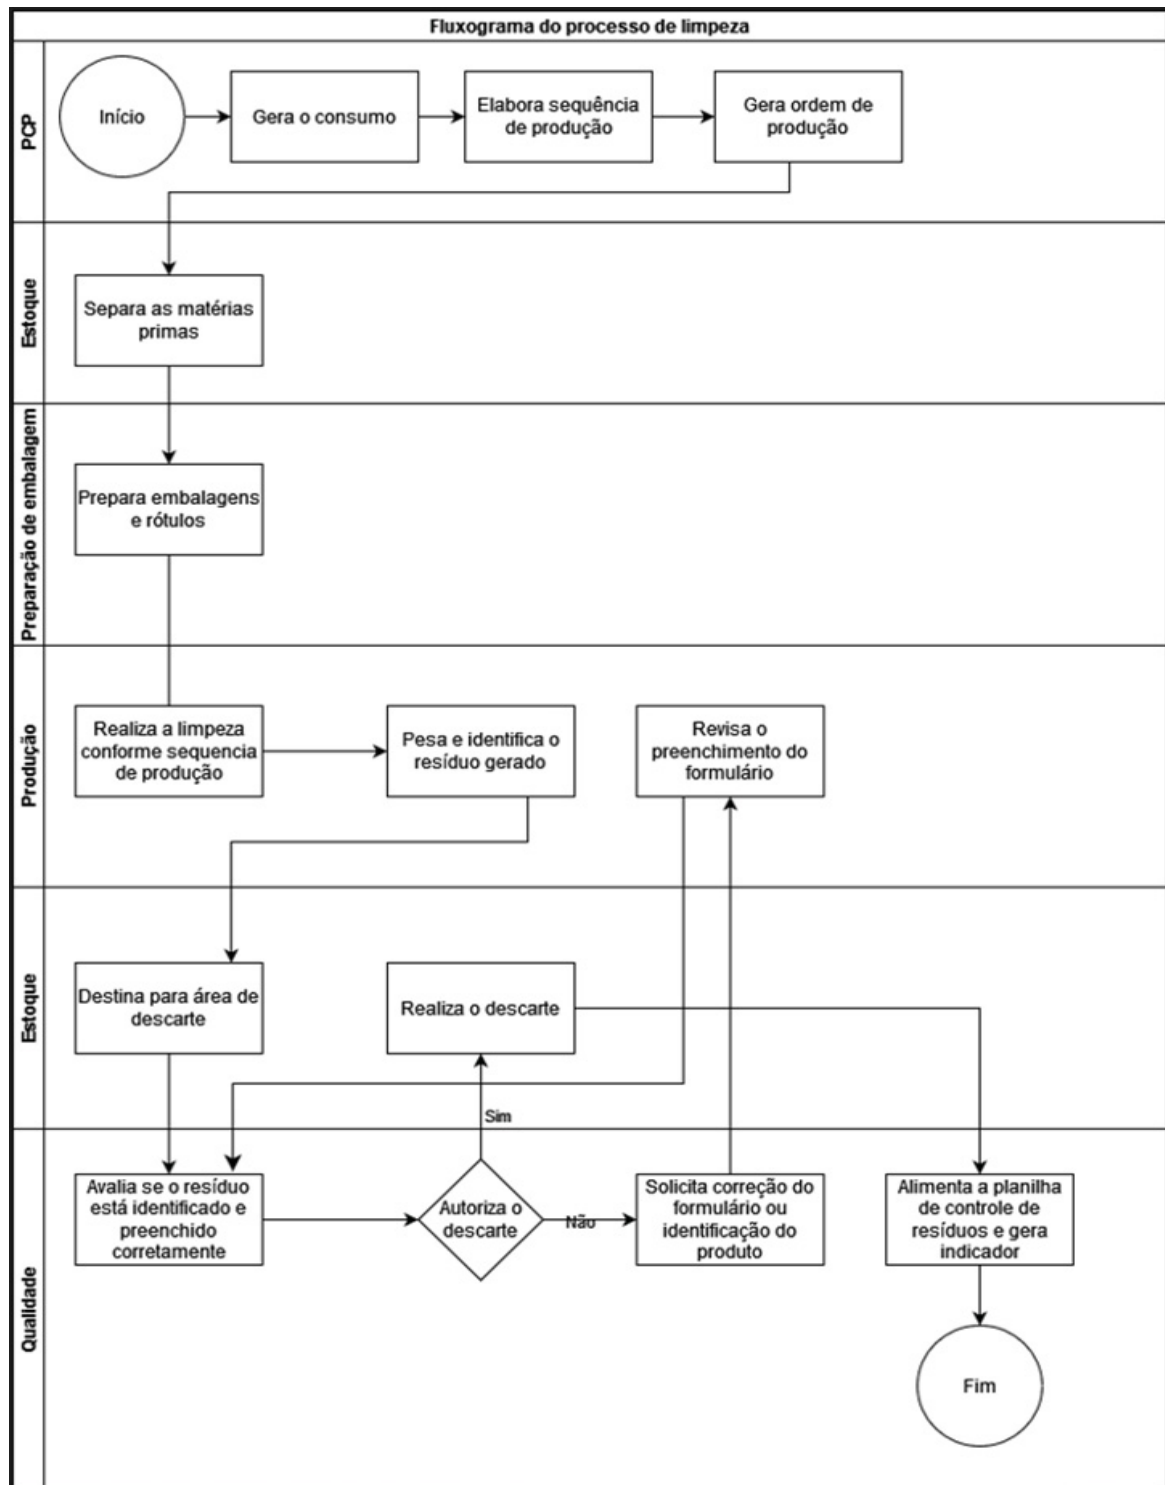 Fluxograma do processo de limpeza
PCP
Início
Gera o consumo
Elabora sequência
de produção
Gera ordem de
produção
Estoque
Separa as matérias
primas
Preparação de embalagem
Prepara embalagens
e rótulos
Produção
Realiza a limpeza
conforme sequencia
de produção
Pesa e identifica o
resíduo gerado
Revisa o
preenchimento do
formulário
Estoque
Destina para área de
descarte
Realiza o descarte
Sim
Qualidade
Avalia se o resíduo
está identificado e
preenchido
corretamente
Autoriza o
descarte
Não
Solicita correção do
formulário ou
identificação do
produto
Alimenta a planilha
de controle de
resíduos e gera
indicador
Fim